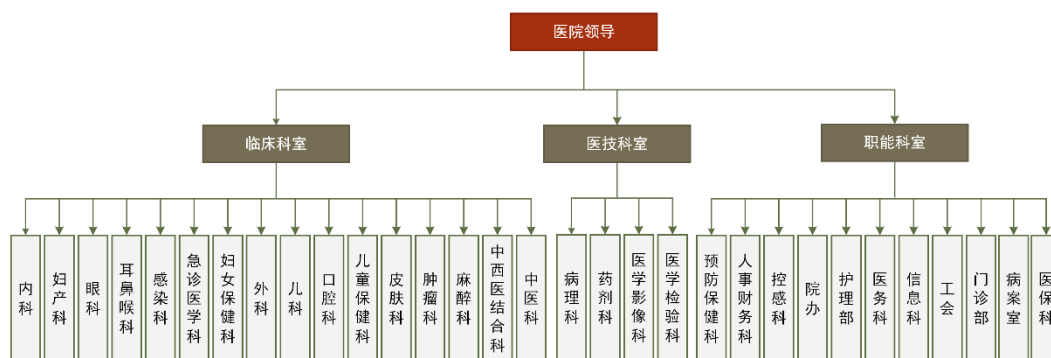 医院领导
临床科室
医技科室
职能科室
内科
妇产科
眼科
耳鼻喉科
感染科
急诊医学科
妇女保健科
外科
儿科
口腔科
儿童保健科
皮肤科
肿瘤科
麻醉科
中西医结合科
中医科
病理科
药剂科
医学影像科
医学检验科
预防保健科
人事财务科
控感科
院办
护理部
医务科
信息科
工会
门诊部
病案室
医保科